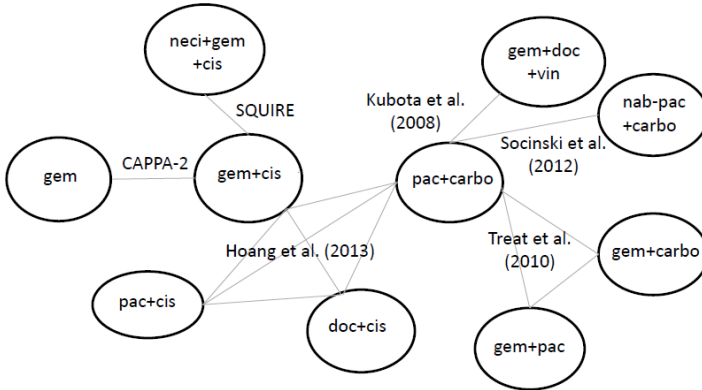 neci+gem
+cis
gem+doc
+vin
Kubota et al.
(2008)
nab-pac
+carbo
SQUIRE
Socinski et al.
(2012)
CAPPA-2
gem
gem+cis
pac+carbo
Hoang et al. (2013)
Treat et al.
(2010)
gem+carbo
pac+cis
doc+cis
gem+pac